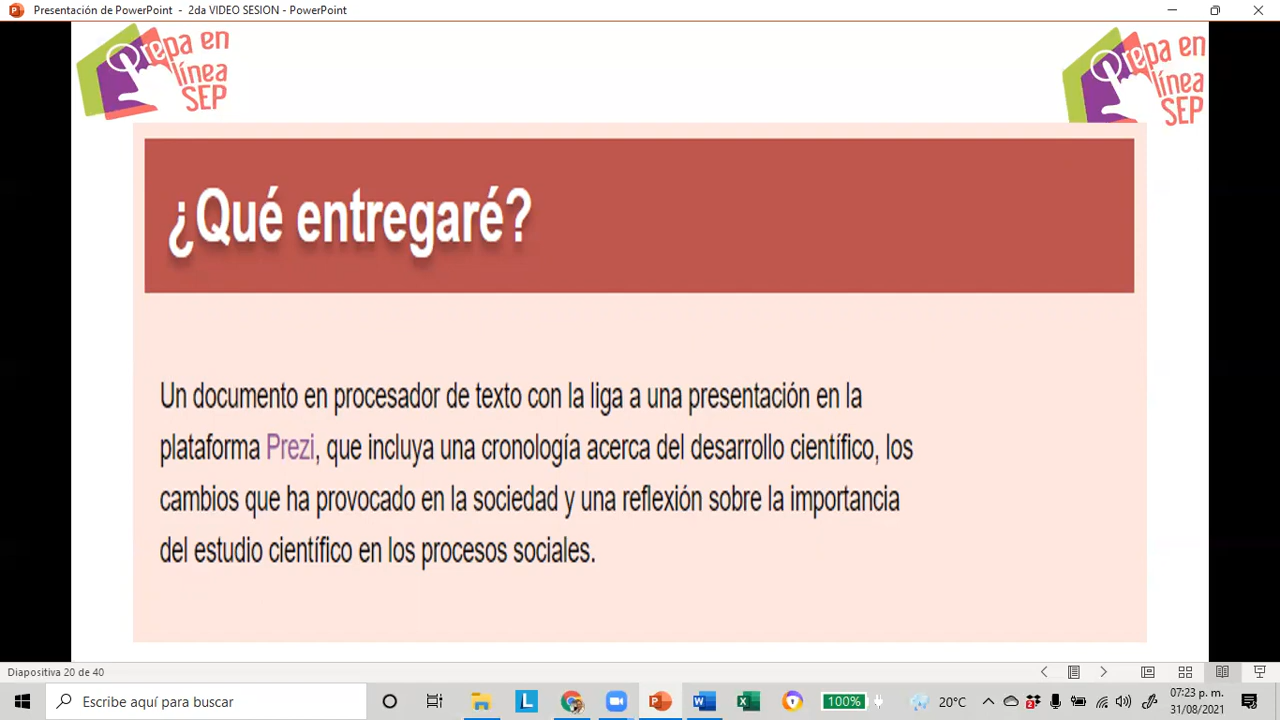 Presentación de PowerPoint - 2da VIDEO SESION - PowerPoint
Prepa en
línea
SEP
Prepa en
línea
SEP
¿Qué entregaré?
Un documento en procesador de texto con la liga a una presentación en la
plataforma Prezi, que incluya una cronología acerca del desarrollo científico, los
cambios que ha provocado en la sociedad y una reflexión sobre la importancia
del estudio científico en los procesos sociales.
Diapositiva 20 de 40
Escribe aquí para buscar
100%
20°C
07:23 p. m.
31/08/2021